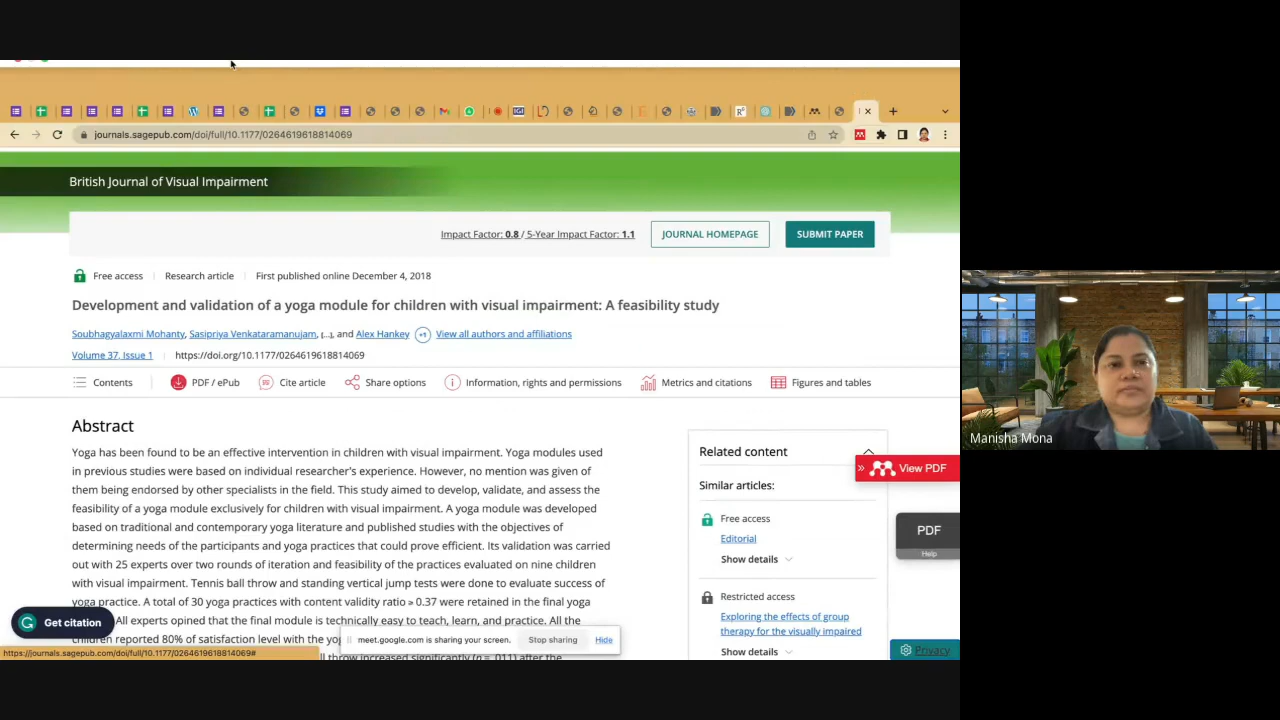 journals.sagepub.com/doi/full/10.1177/0264619618814069
British Journal of Visual Impairment
Impact Factor: 0.8 / 5-Year Impact Factor: 1.1
JOURNAL HOMEPAGE
SUBMIT PAPER
Free access
Research article
First published online December 4, 2018
Development and validation of a yoga module for children with visual impairment: A feasibility study
Soubhagyalaxmi Mohanty, Sasipriya Venkataramanujam, (...), and Alex Hankey +1 View all authors and affiliations
Volume 37, Issue 1
https://doi.org/10.1177/0264619618814069
Contents
PDF / ePub
Cite article
Share options
Information, rights and permissions
Metrics and citations
Figures and tables
Abstract
Yoga has been found to be an effective intervention in children with visual impairment. Yoga modules used
in previous studies were based on individual researcher's experience. However, no mention was given of
them being endorsed by other specialists in the field. This study aimed to develop, validate, and assess the
feasibility of a yoga module exclusively for children with visual impairment. A yoga module was developed
based on traditional and contemporary yoga literature and published studies with the objectives of
determining needs of the participants and yoga practices that could prove efficient. Its validation was carried
out with 25 experts over two rounds of iteration and feasibility of the practices evaluated on nine children
with visual impairment. Tennis ball throw and standing vertical jump tests were done to evaluate success of
yoga practice. A total of 30 yoga practices with content validity ratio ≥ 0.37 were retained in the final yoga
All experts opined that the final module is technically easy to teach, learn, and practice. All the
children reported 80% of satisfaction level with the
throw increased significantly (n = .011) after the
Related content
Similar articles:
Free access
Editorial
Show details
Restricted access
Exploring the effects of group
therapy for the visually impaired
Show details
View PDF
PDF
Help
Privacy
Get citation
meet.google.com is sharing your screen.
Stop sharing
Hide
https://journals.sagepub.com/doi/full/10.1177/0264619618814069#
Manisha Mona